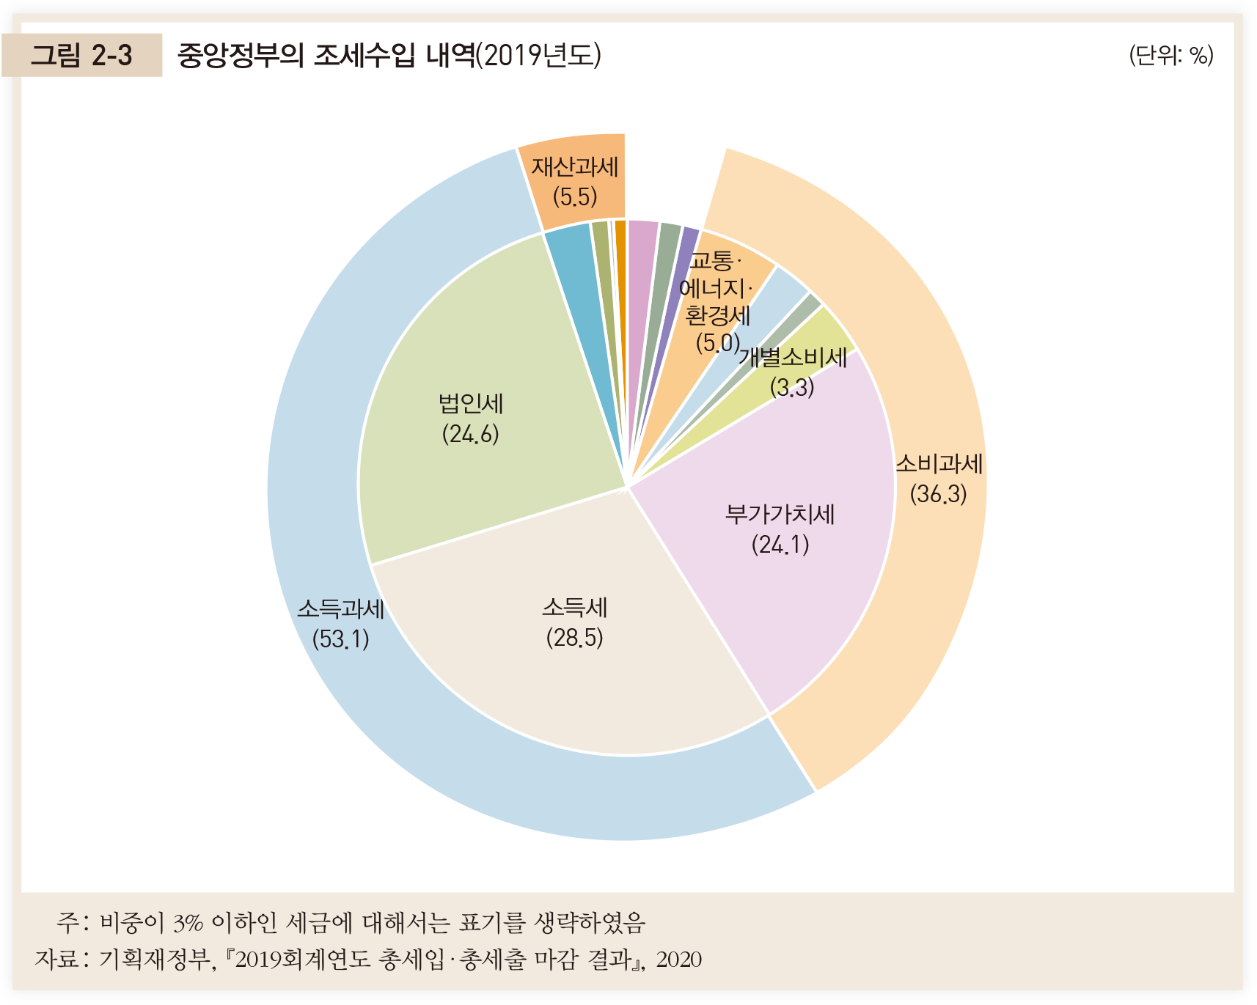 그림 2-3 중앙정부의 조세수입 내역(2019년도) (단위: %)
재산과세
(5.5)
교통·
에너지·
환경세
(5.0)
개별소비세
(3.3)
법인세
(24.6)
소비과세
(36.3)
부가가치세
(24.1)
소득과세
(53.1)
소득세
(28.5)
주: 비중이 3% 이하인 세금에 대해서는 표기를 생략하였음
자료: 기획재정부, 『2019회계연도 총세입·총세출 마감 결과』, 2020